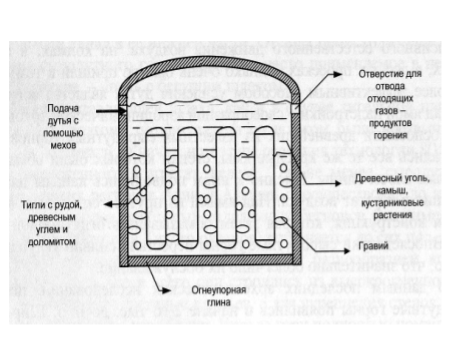 Подача
дутья с
помощью
мехов
Тигли с рудой,
древесным
углем и
доломитом
Отверстие для
отвода
отходящих
газов –
продуктов
горения
Древесный уголь,
камыш,
кустарниковые
растения
Гравий
Огнеупорная
глина